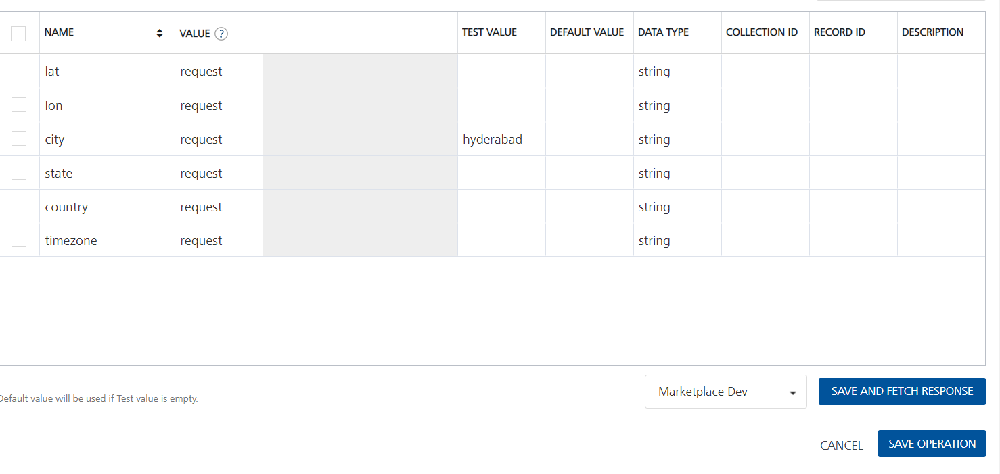 NAME VALUE ? TEST VALUE DEFAULT VALUE DATA TYPE COLLECTION ID RECORD ID DESCRIPTION
lat request string
lon request string
city request hyderabad string
state request string
country request string
timezone request string
Default value will be used if Test value is empty. Marketplace Dev SAVE AND FETCH RESPONSE
CANCEL SAVE OPERATION